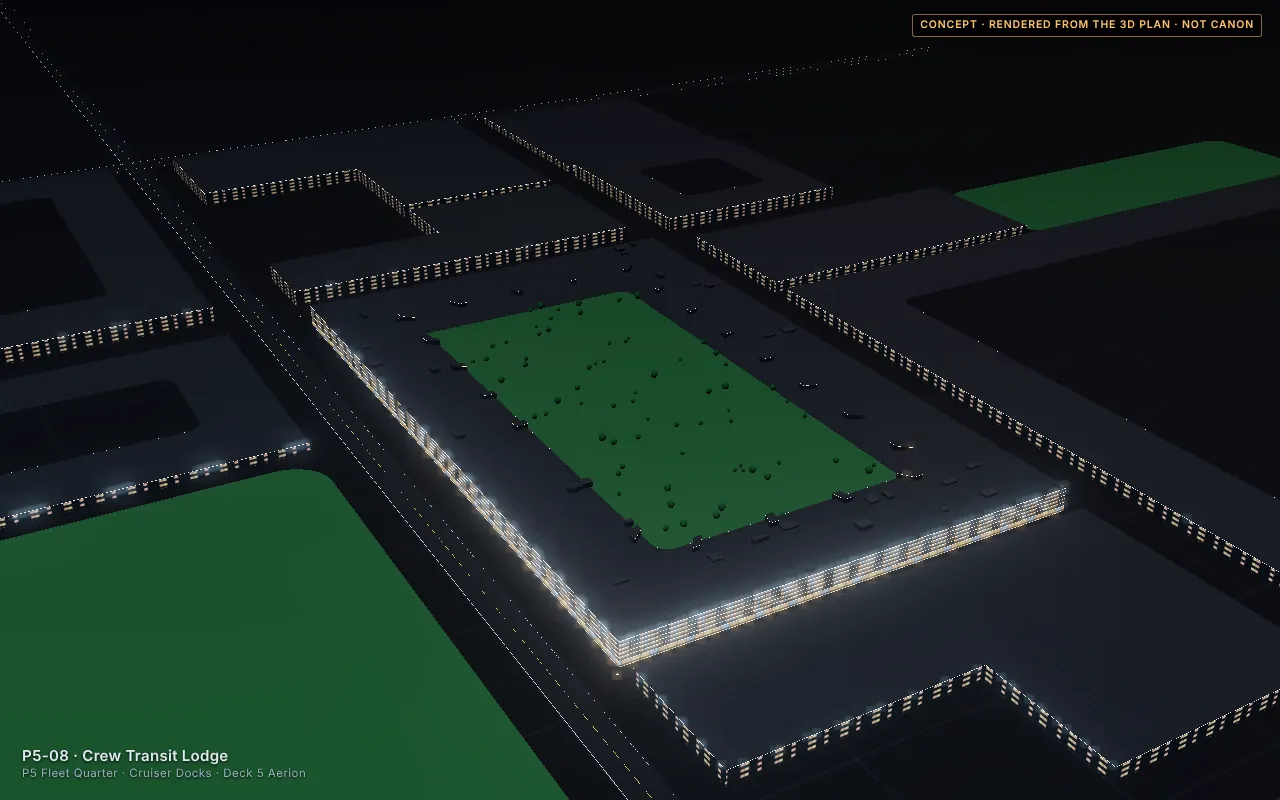 CONCEPT · RENDERED FROM THE 3D PLAN · NOT CANON
P5-08 · Crew Transit Lodge
P5 Fleet Quarter · Cruiser Docks · Deck 5 Aerion